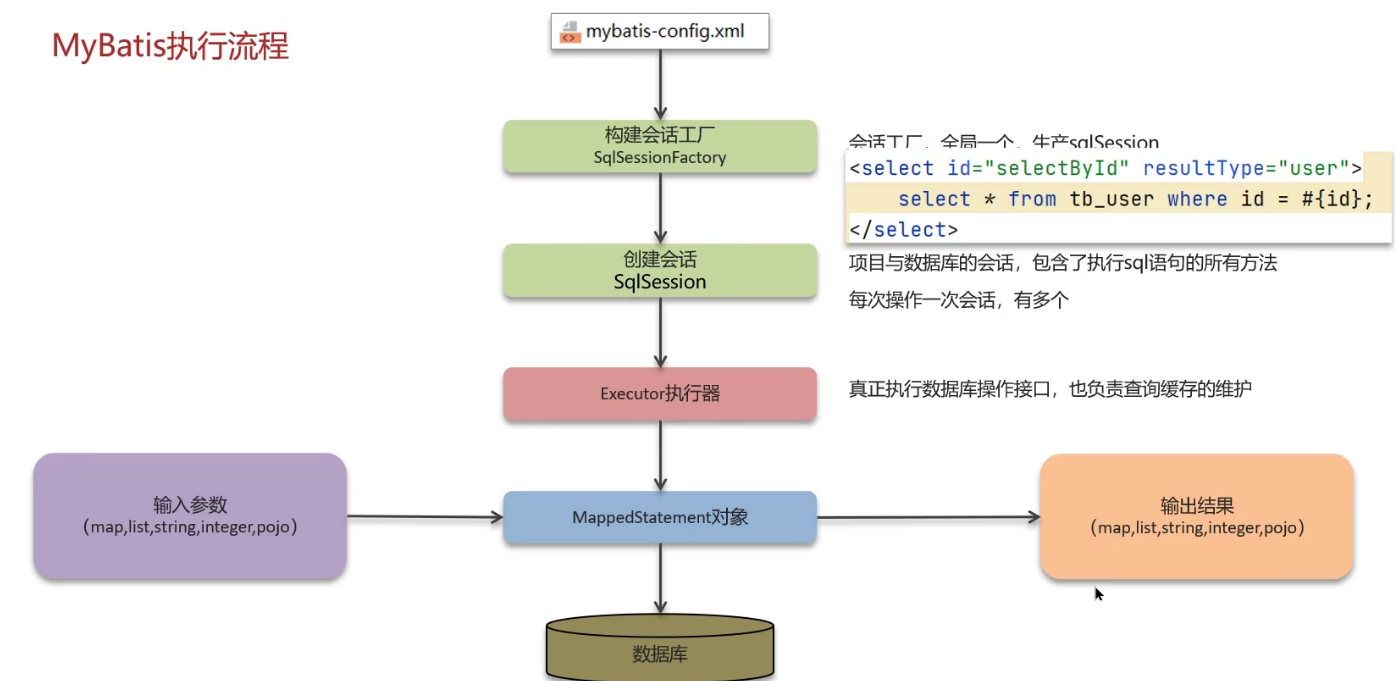 MyBatis执行流程
mybatis-config.xml
构建会话工厂
SqlSessionFactory
会话工厂，全局一个，生产sqlSession
<select id="selectById" resultType="user">
select * from tb_user where id = #{id};
</select>
创建会话
SqlSession
项目与数据库的会话，包含了执行sql语句的所有方法
每次操作一次会话，有多个
Executor执行器
真正执行数据库操作接口，也负责查询缓存的维护
输入参数
（map,list,string,integer,pojo）
MappedStatement对象
输出结果
（map,list,string,integer,pojo）
数据库